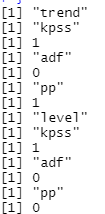 [1] "trend"
[1] "kpss"
[1] 1
[1] "adf"
[1] 0
[1] "pp"
[1] 1
[1] "level"
[1] "kpss"
[1] 1
[1] "adf"
[1] 0
[1] "pp"
[1] 0